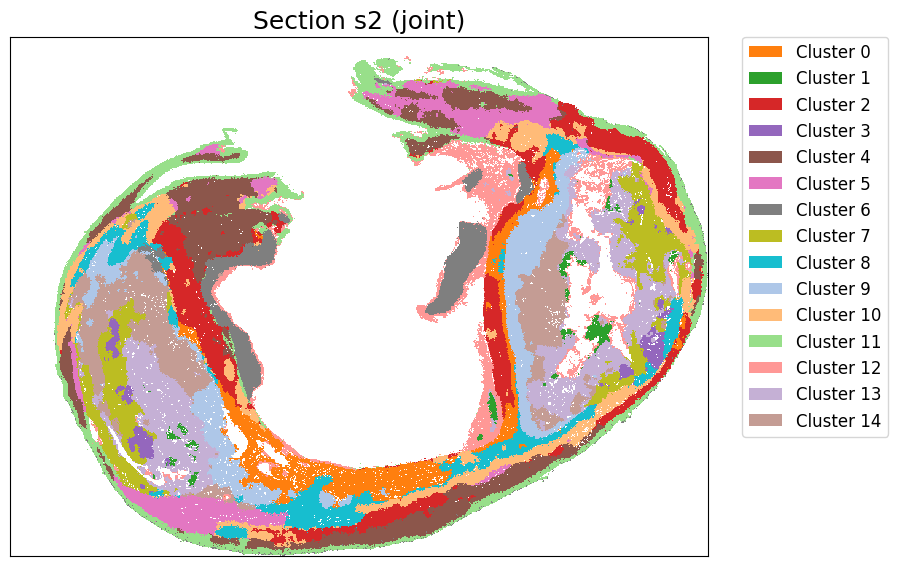 Section s2 (joint)
Cluster 0
Cluster 1
Cluster 2
Cluster 3
Cluster 4
Cluster 5
Cluster 6
Cluster 7
Cluster 8
Cluster 9
Cluster 10
Cluster 11
Cluster 12
Cluster 13
Cluster 14